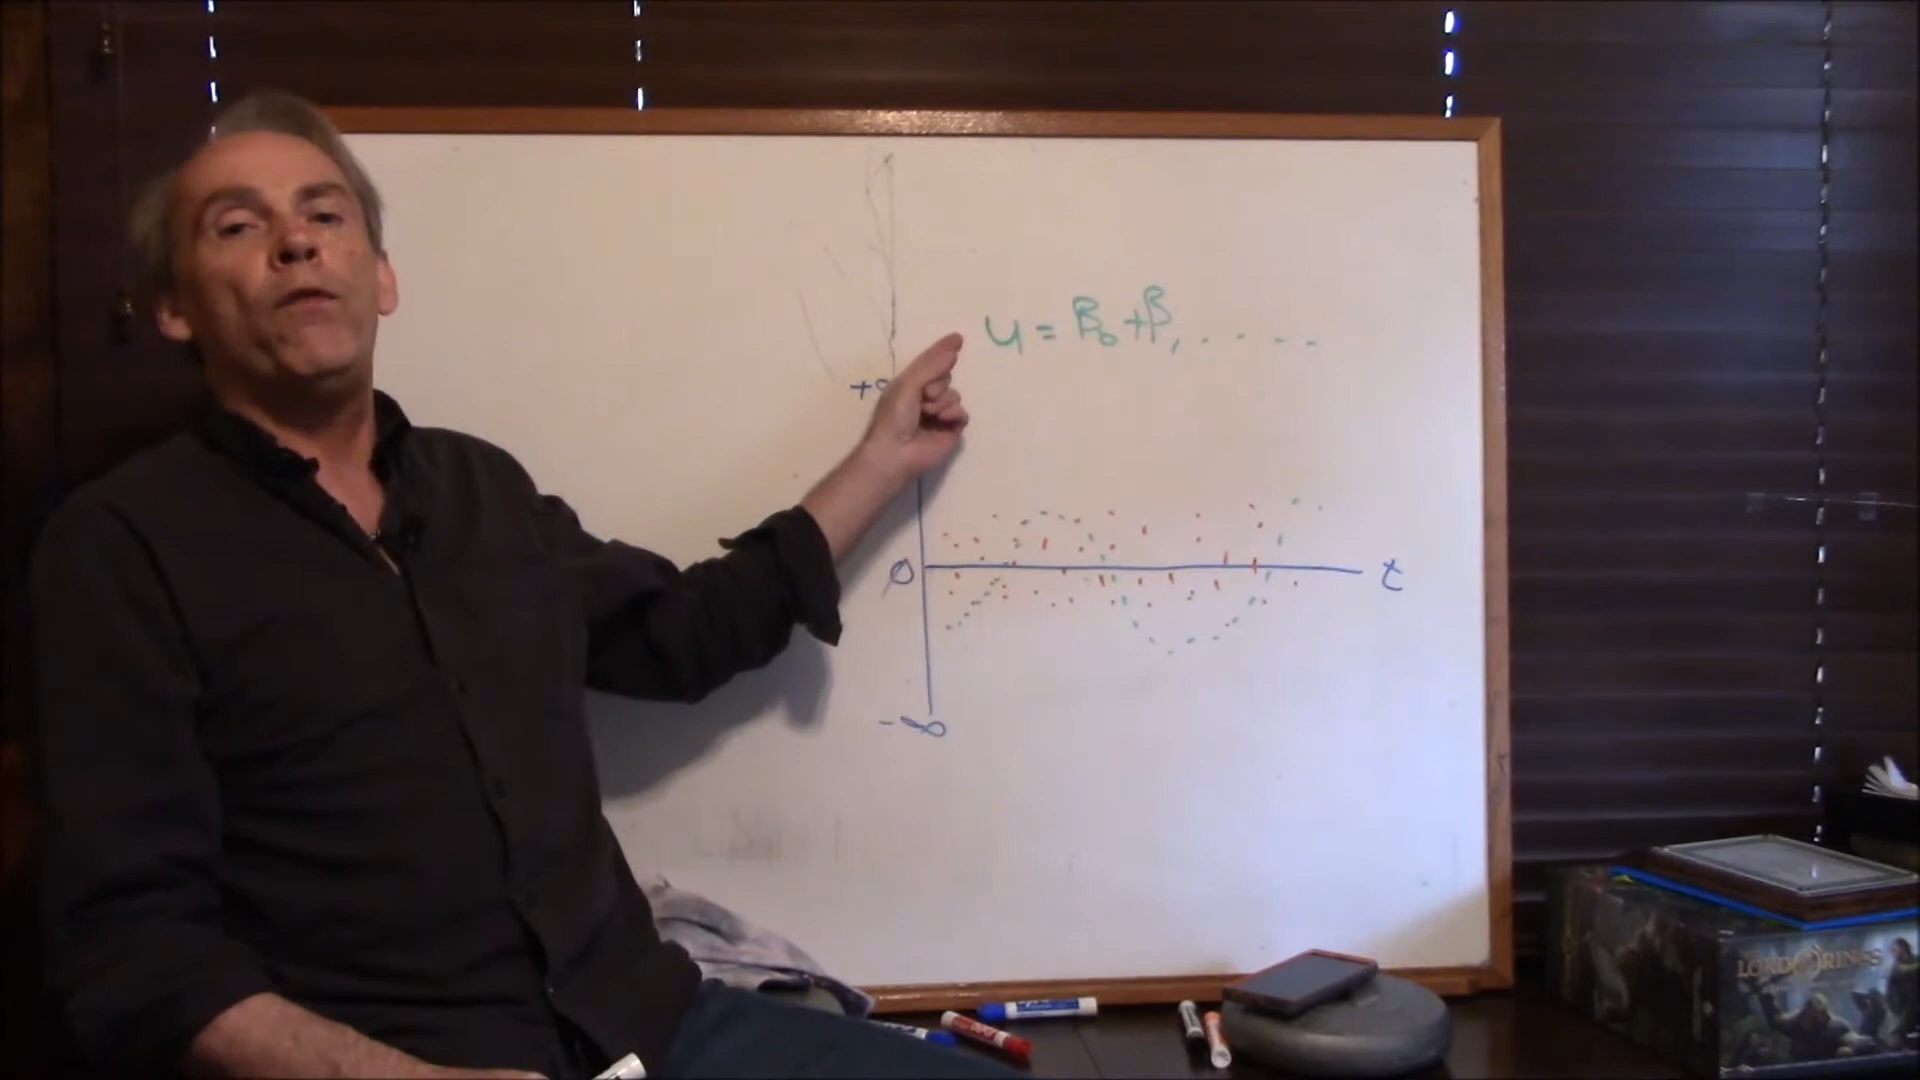 u = β₀ + β₁ - - - -
+
0
t
-∞
LORD OF THE RINGS